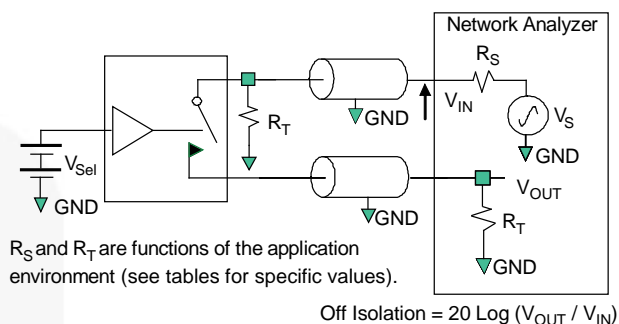 Network Analyzer
R_S
V_IN
V_S
GND
GND
R_T
V_Sel
GND
V_OUT
R_T
GND
GND
R_S and R_T are functions of the application
environment (see tables for specific values).
Off Isolation = 20 Log (V_OUT / V_IN)